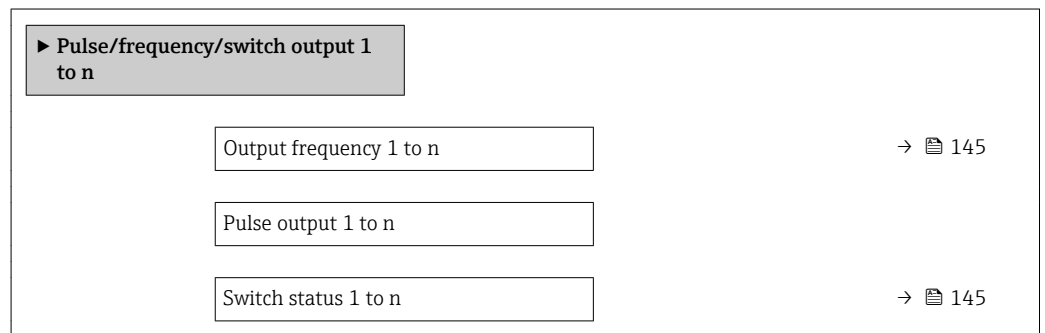 ▶ Pulse/frequency/switch output 1
to n
Output frequency 1 to n → 145
Pulse output 1 to n
Switch status 1 to n → 145